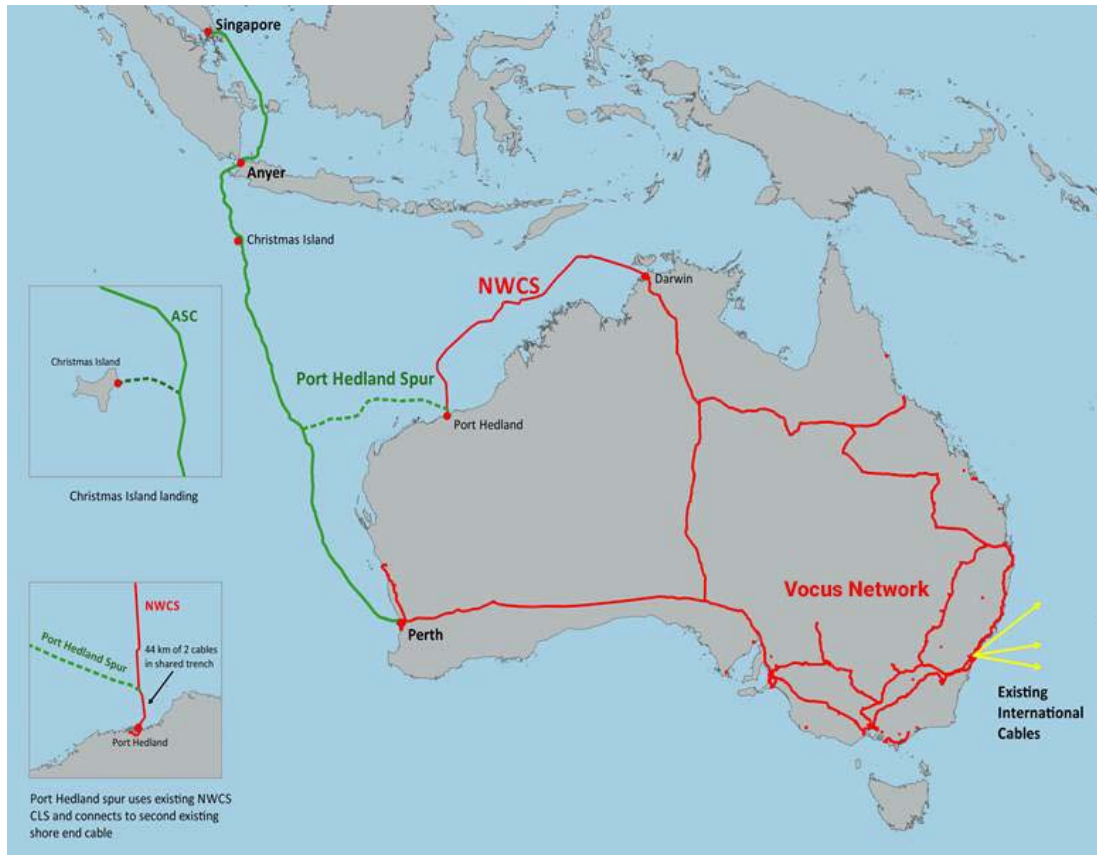 Singapore
Anyer
Christmas Island
NWCS
Darwin
ASC
Christmas Island
Port Hedland Spur
Port Hedland
Christmas Island landing
Vocus Network
NWCS
Perth
Port Hedland Spur
44 km of 2 cables
in shared trench
Existing
International
Cables
Port Hedland
Port Hedland spur uses existing NWCS
CLS and connects to second existing
shore end cable